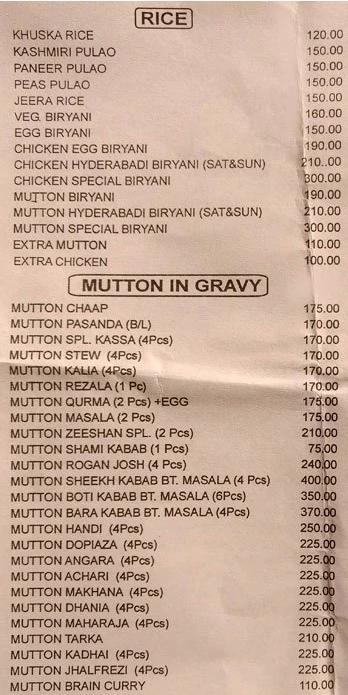 RICE
KHUSKA RICE 120.00
KASHMIRI PULAO 150.00
PANEER PULAO 150.00
PEAS PULAO 150.00
JEERA RICE 150.00
VEG. BIRYANI 160.00
EGG BIRYANI 150.00
CHICKEN EGG BIRYANI 190.00
CHICKEN HYDERABADI BIRYANI (SAT&SUN) 210..00
CHICKEN SPECIAL BIRYANI 300.00
MUTTON BIRYANI 190.00
MUTTON HYDERABADI BIRYANI (SAT&SUN) 210.00
MUTTON SPECIAL BIRYANI 300.00
EXTRA MUTTON 110.00
EXTRA CHICKEN 100.00
MUTTON IN GRAVY
MUTTON CHAAP 175.00
MUTTON PASANDA (B/L) 170.00
MUTTON SPL. KASSA (4Pcs) 170.00
MUTTON STEW (4Pcs) 170.00
MUTTON KALIA (4Pcs) 170.00
MUTTON REZALA (1 Pc) 170.00
MUTTON QURMA (2 Pcs) +EGG 175.00
MUTTON MASALA (2 Pcs) 175.00
MUTTON ZEESHAN SPL. (2 Pcs) 210.00
MUTTON SHAMI KABAB (1 Pcs) 75.00
MUTTON ROGAN JOSH (4 Pcs) 240.00
MUTTON SHEEKH KABAB BT. MASALA (4 Pcs) 400.00
MUTTON BOTI KABAB BT. MASALA (6Pcs) 350.00
MUTTON BARA KABAB BT. MASALA (4Pcs) 370.00
MUTTON HANDI (4Pcs) 250.00
MUTTON DOPIAZA (4Pcs) 225.00
MUTTON ANGARA (4Pcs) 225.00
MUTTON ACHARI (4Pcs) 225.00
MUTTON MAKHANA (4Pcs) 225.00
MUTTON DHANIA (4Pcs) 225.00
MUTTON MAHARAJA (4Pcs) 225.00
MUTTON TARKA 210.00
MUTTON KADHAI (4Pcs) 225.00
MUTTON JHALFREZI (4Pcs) 225.00
MUTTON BRAIN CURRY 110.00